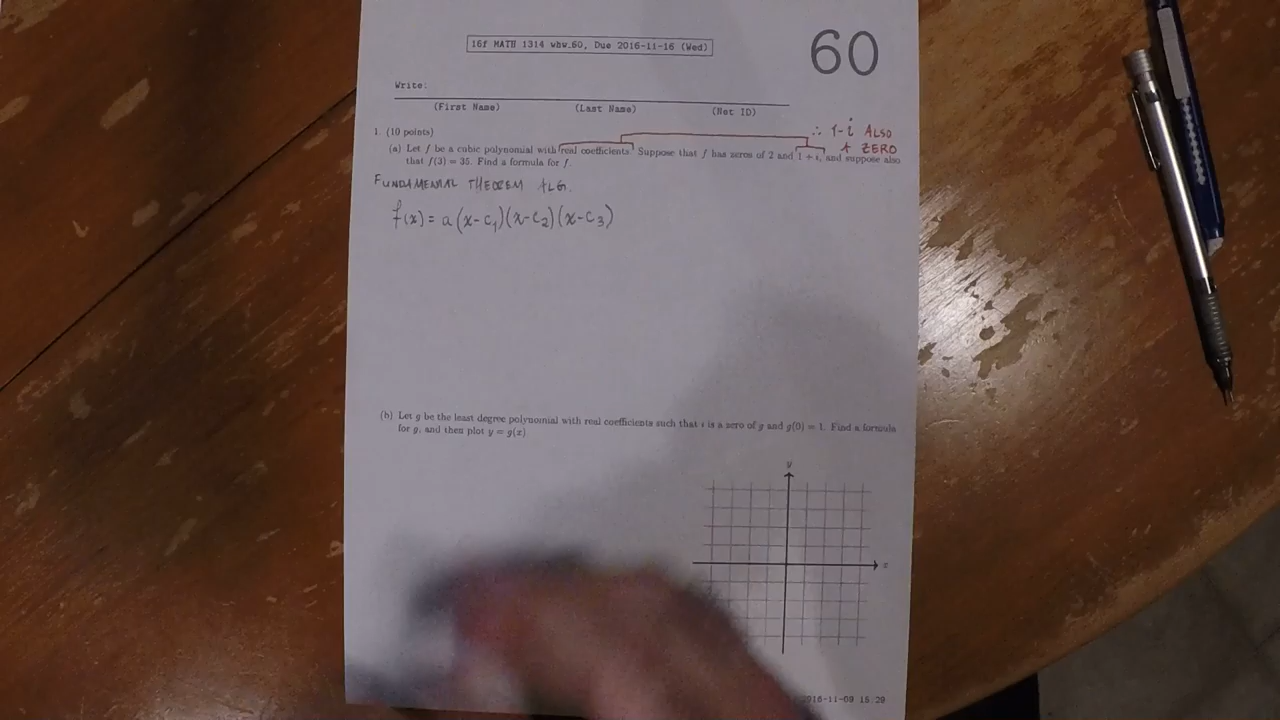 16f MATH 1314 whw.60, Due 2016-11-16 (Wed)
60
Write:
(First Name) (Last Name) (Net ID)
∴ 1-i ALSO
A ZERO
1. (10 points)
(a) Let f be a cubic polynomial with real coefficients. Suppose that f has zeros of 2 and 1 + i, and suppose also
that f(3) = 35. Find a formula for f.
FUNDAMENTAL THEOREM ALG.
f(x) = a(x-c₁)(x-c₂)(x-c₃)
(b) Let g be the least degree polynomial with real coefficients such that i is a zero of g and g(0) = 1. Find a formula
for g, and then plot y = g(x)
y
x
2016-11-09 15:20